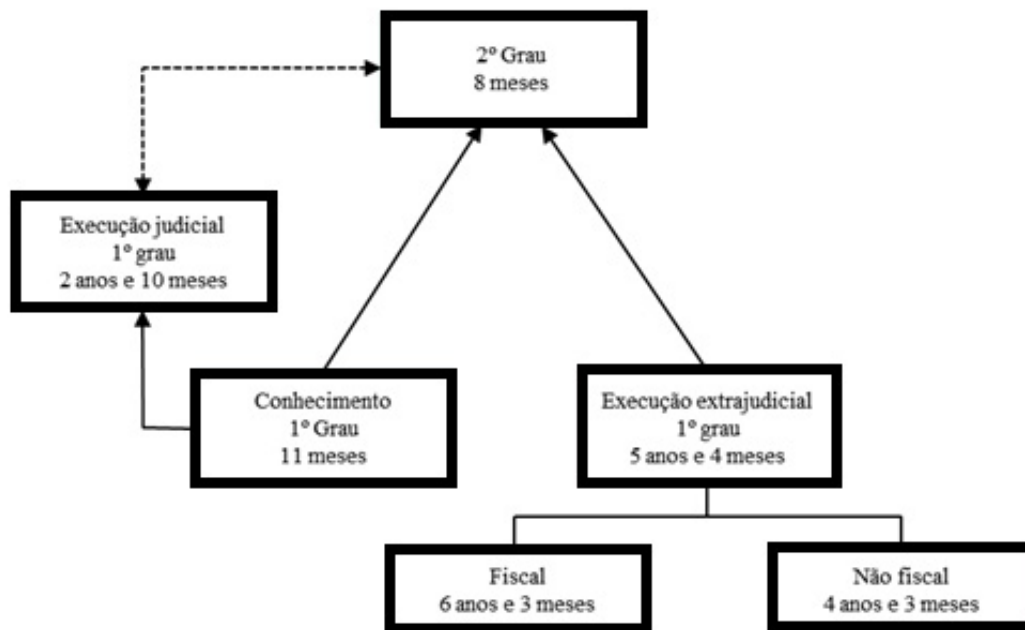 2º Grau
8 meses
Execução judicial
1º grau
2 anos e 10 meses
Conhecimento
1º Grau
11 meses
Execução extrajudicial
1º grau
5 anos e 4 meses
Fiscal
6 anos e 3 meses
Não fiscal
4 anos e 3 meses